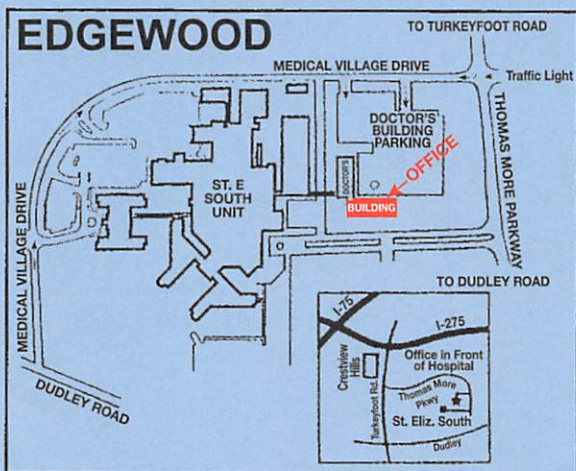 EDGEWOOD
TO TURKEYFOOT ROAD
MEDICAL VILLAGE DRIVE
Traffic Light
DOCTOR'S
BUILDING
PARKING
OFFICE
THOMAS MORE PARKWAY
ST. E
SOUTH
UNIT
DOCTOR'S
BUILDING
MEDICAL VILLAGE DRIVE
TO DUDLEY ROAD
DUDLEY ROAD
I-75
I-275
Office in Front
of Hospital
Crestview
Hills
Turkeyfoot Rd.
Thomas More
Pkwy
St. Eliz. South
Dudley